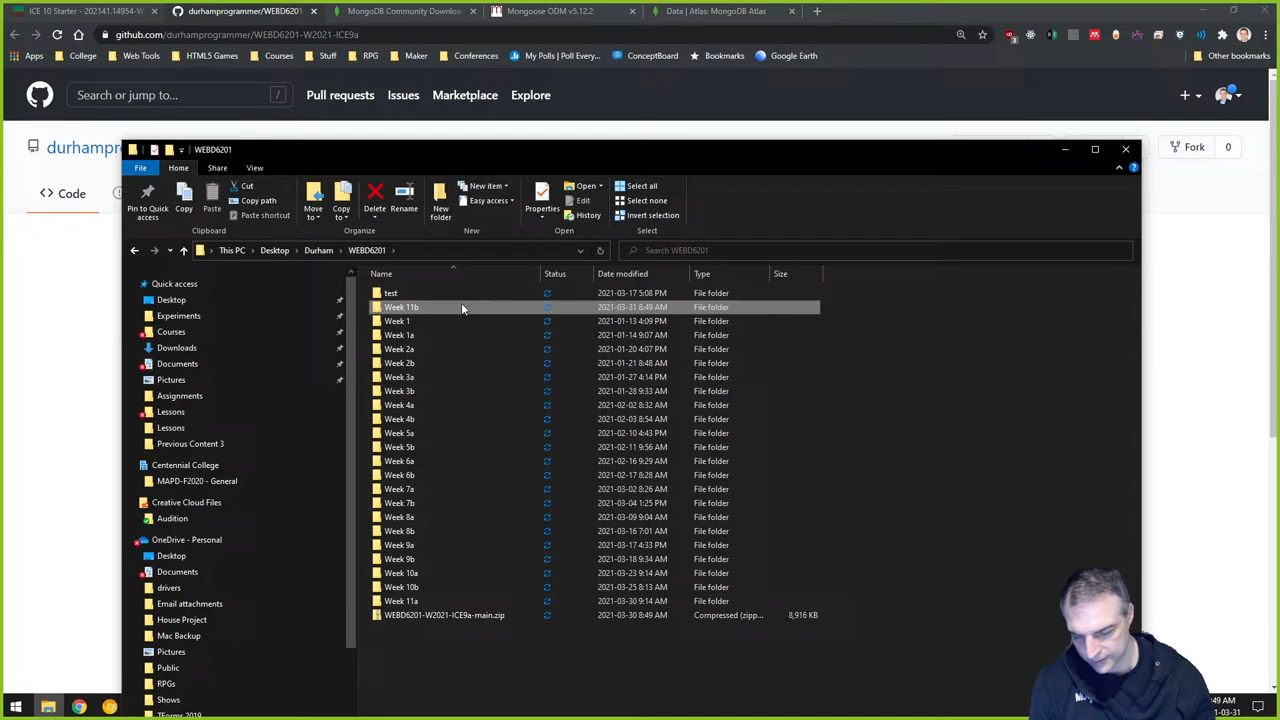 ICE 10 Starter - 202141.14954-W
durhamprogrammer/WEBD6201
MongoDB Community Downloa
Mongoose ODM v5.12.2
Data | Atlas: MongoDB Atlas
github.com/durhamprogrammer/WEBD6201-W2021-ICE9a
Apps College Web Tools HTML5 Games Courses Stuff RPG Maker Conferences My Polls | Poll Every... ConceptBoard Bookmarks Google Earth Other bookmarks
Search or jump to... / Pull requests Issues Marketplace Explore
durhampr
Fork 0
Code
WEBD6201
File Home Share View
Pin to Quick access
Copy
Paste
Cut
Copy path
Paste shortcut
Move to
Copy to
Delete
Rename
New folder
New item
Easy access
Properties
Open
Edit
History
Select all
Select none
Invert selection
Clipboard Organize New Open Select
This PC > Desktop > Durham > WEBD6201 >
Search WEBD6201
Quick access
Desktop
Experiments
Courses
Downloads
Documents
Pictures
Assignments
Lessons
Lessons
Previous Content 3
Centennial College
MAPD-F2020 - General
Creative Cloud Files
Audition
OneDrive - Personal
Desktop
Documents
drivers
Email attachments
House Project
Mac Backup
Pictures
Public
RPGs
Shows
TForms 2019
Name Status Date modified Type Size
test 2021-03-17 5:08 PM File folder
Week 11b 2021-03-31 8:49 AM File folder
Week 1 2021-01-13 4:09 PM File folder
Week 1a 2021-01-14 9:07 AM File folder
Week 2a 2021-01-20 4:07 PM File folder
Week 2b 2021-01-21 8:48 AM File folder
Week 3a 2021-01-27 4:14 PM File folder
Week 3b 2021-01-28 9:33 AM File folder
Week 4a 2021-02-02 8:32 AM File folder
Week 4b 2021-02-03 8:54 AM File folder
Week 5a 2021-02-10 4:43 PM File folder
Week 5b 2021-02-11 9:56 AM File folder
Week 6a 2021-02-16 9:29 AM File folder
Week 6b 2021-02-17 8:28 AM File folder
Week 7a 2021-03-02 8:26 AM File folder
Week 7b 2021-03-04 1:25 PM File folder
Week 8a 2021-03-09 9:04 AM File folder
Week 8b 2021-03-16 7:01 AM File folder
Week 9a 2021-03-17 4:33 PM File folder
Week 9b 2021-03-18 9:34 AM File folder
Week 10a 2021-03-23 9:14 AM File folder
Week 10b 2021-03-25 8:13 AM File folder
Week 11a 2021-03-30 9:14 AM File folder
WEBD6201-W2021-ICE9a-main.zip 2021-03-30 8:49 AM Compressed (zipp... 8,916 KB
:49 AM
-03-31